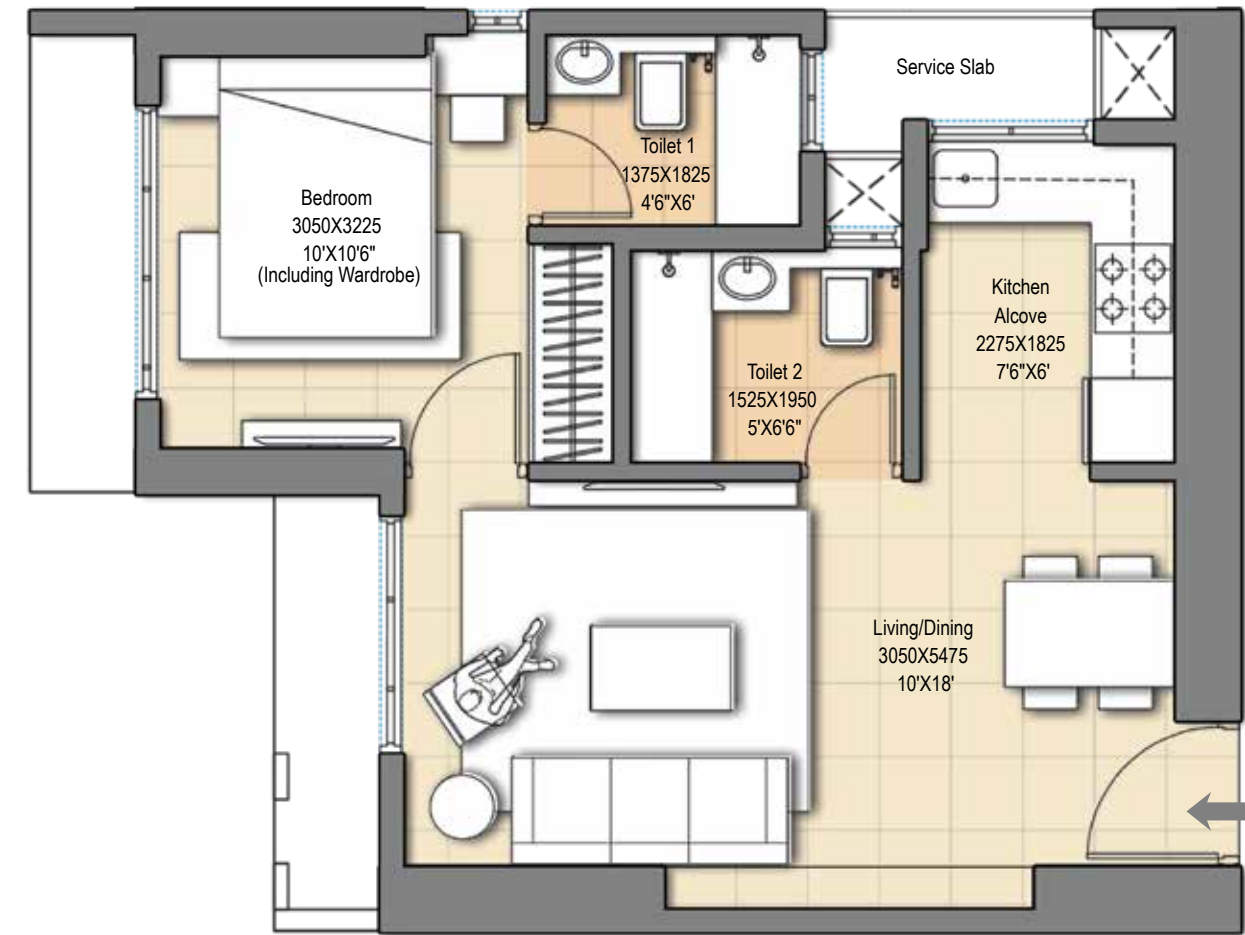 Service Slab
Toilet 1
1375X1825
4'6"X6'
Bedroom
3050X3225
10'X10'6"
(Including Wardrobe)
Kitchen
Alcove
2275X1825
7'6"X6'
Toilet 2
1525X1950
5'X6'6"
Living/Dining
3050X5475
10'X18'